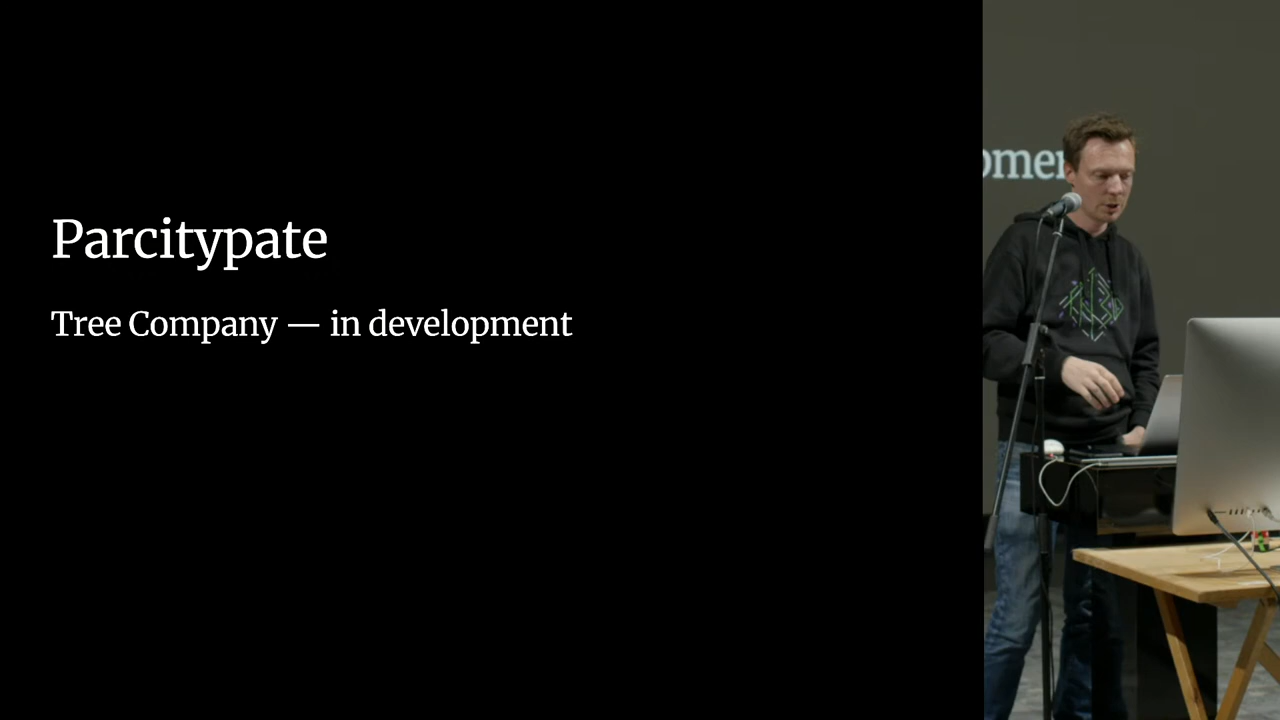 Parcitypate
Tree Company — in development